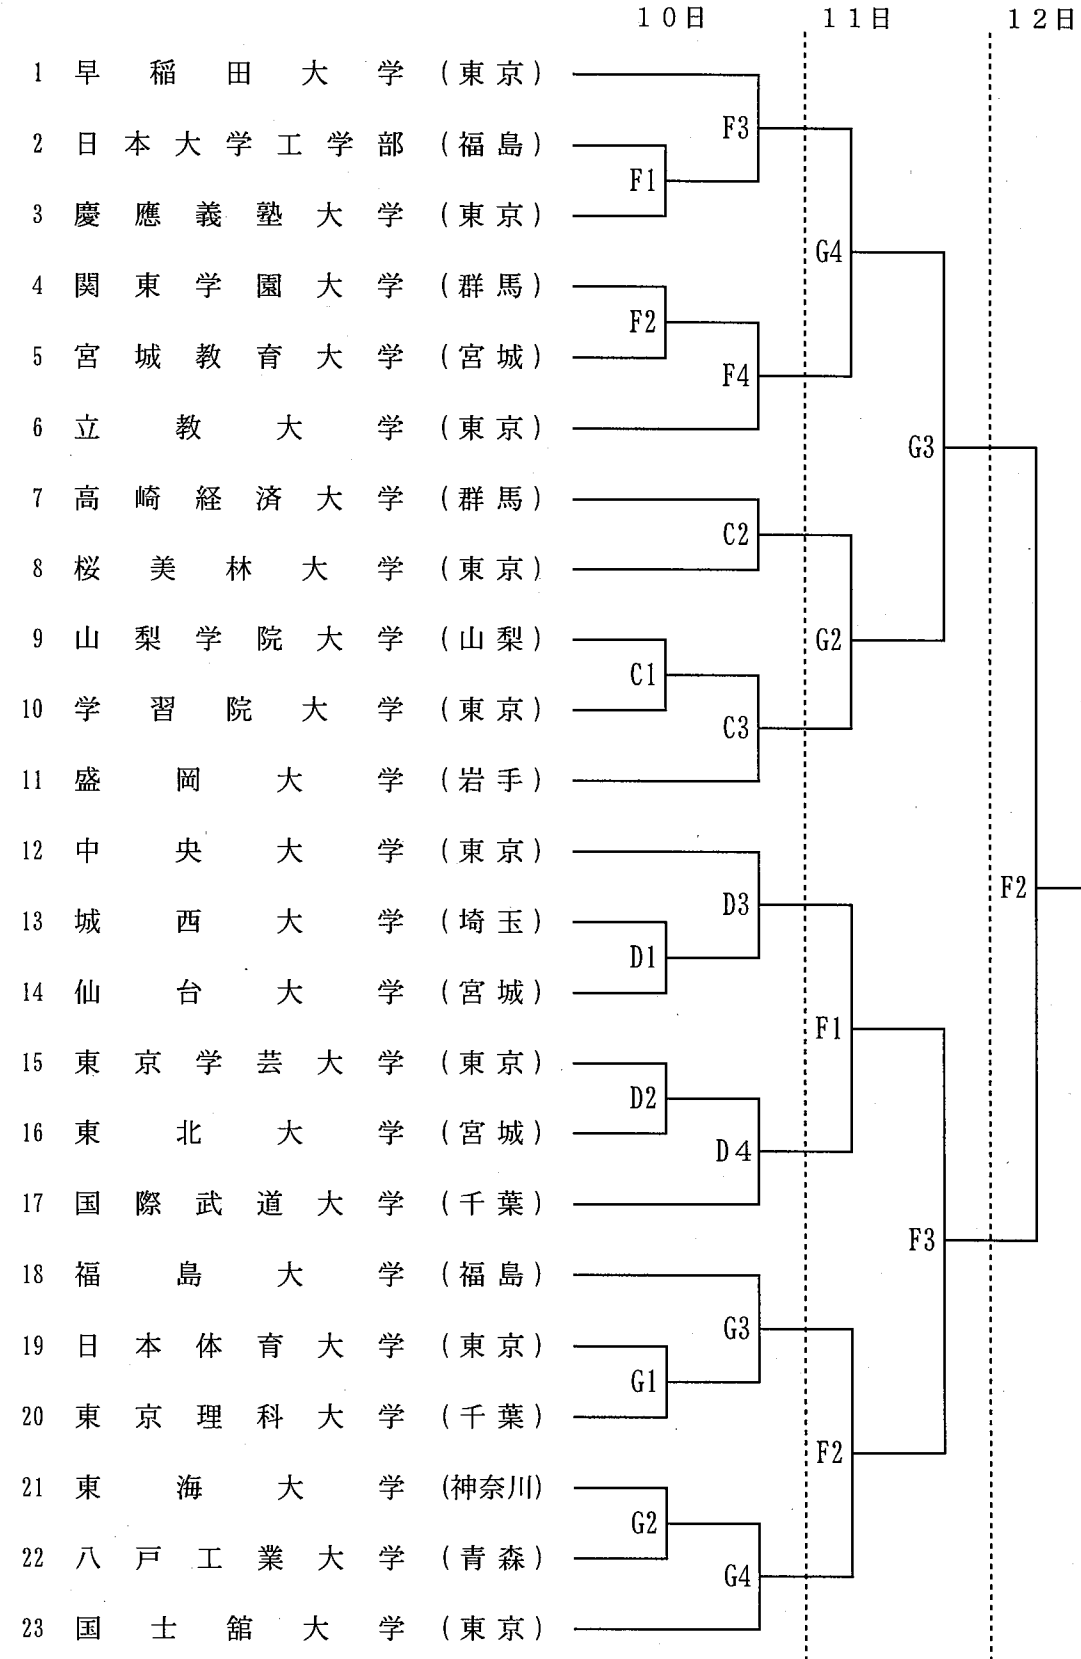 10日 11日 12日
1 早稲田大学 (東京)
F3
2 日本大学工学部 (福島)
F1
3 慶應義塾大学 (東京)
G4
4 関東学園大学 (群馬)
F2
5 宮城教育大学 (宮城)
F4
6 立教大学 (東京)
G3
7 高崎経済大学 (群馬)
C2
8 桜美林大学 (東京)
9 山梨学院大学 (山梨)
G2
C1
10 学習院大学 (東京)
C3
11 盛岡大学 (岩手)
12 中央大学 (東京)
F2
D3
13 城西大学 (埼玉)
D1
14 仙台大学 (宮城)
F1
15 東京学芸大学 (東京)
D2
16 東北大学 (宮城)
D4
17 国際武道大学 (千葉)
F3
18 福島大学 (福島)
G3
19 日本体育大学 (東京)
G1
20 東京理科大学 (千葉)
F2
21 東海大学 (神奈川)
G2
22 八戸工業大学 (青森)
G4
23 国士舘大学 (東京)